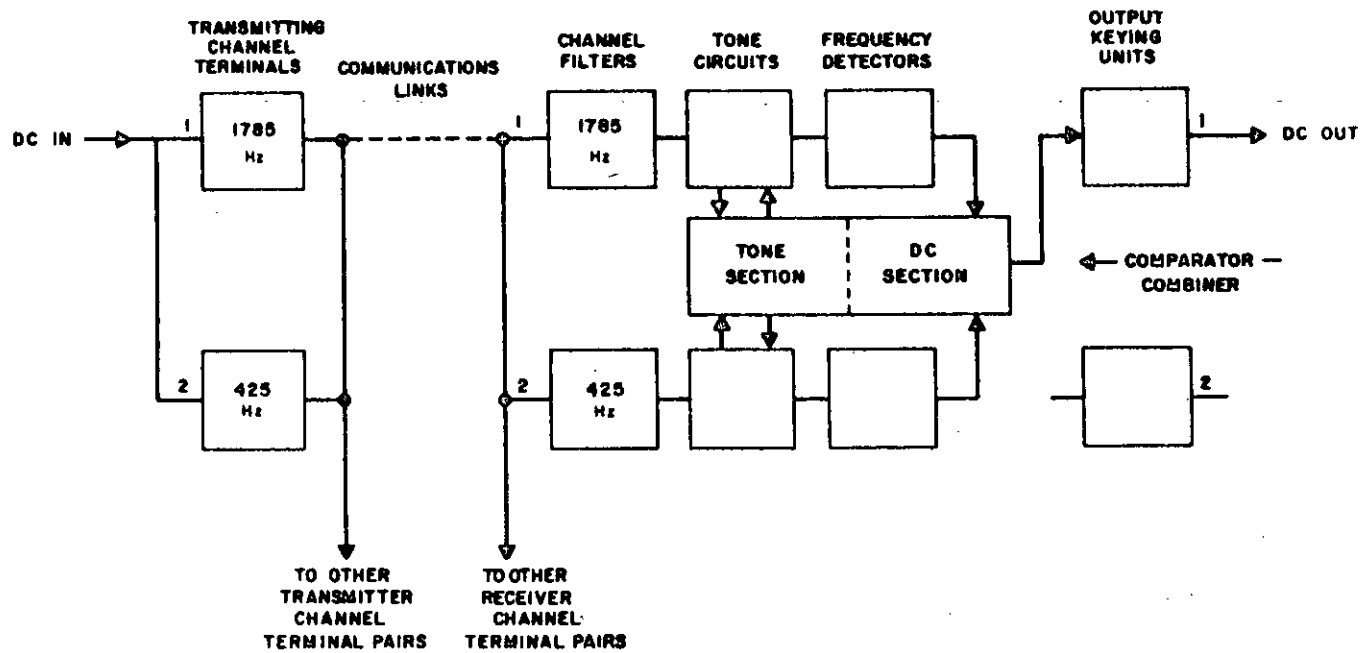 TRANSMITTING
CHANNEL
TERMINALS
COMMUNICATIONS
LINKS
CHANNEL
FILTERS
TONE
CIRCUITS
FREQUENCY
DETECTORS
OUTPUT
KEYING
UNITS
DC IN
1
1785
Hz
1
1785
Hz
1
DC OUT
TONE
SECTION
DC
SECTION
COMPARATOR —
COMBINER
2
425
Hz
2
425
Hz
2
TO OTHER
TRANSMITTER
CHANNEL
TERMINAL PAIRS
TO OTHER
RECEIVER
CHANNEL
TERMINAL PAIRS